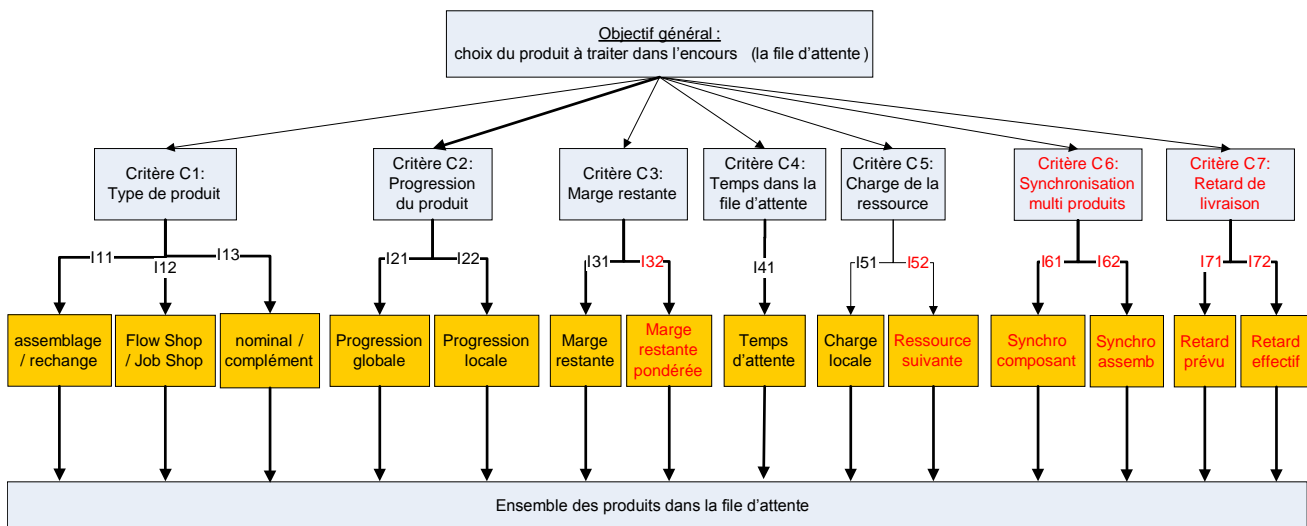 Objectif général :
choix du produit à traiter dans l'encours (la file d'attente )
Critère C1:
Type de produit
Critère C2:
Progression
du produit
Critère C 3:
Marge restante
Critère C4:
Temps dans la
file d'attente
Critère C 5:
Charge de la
ressource
Critère C 6:
Synchronisation
multi produits
Critère C 7:
Retard de
livraison
I11
I12
I13
I21
I22
I31
I32
I41
I51
I52
I61
I62
I71
I72
assemblage
/ rechange
Flow Shop
/ Job Shop
nominal /
complément
Progression
globale
Progression
locale
Marge
restante
Marge
restante
pondérée
Temps
d'attente
Charge
locale
Ressource
suivante
Synchro
composant
Synchro
assemb
Retard
prévu
Retard
effectif
Ensemble des produits dans la file d'attente